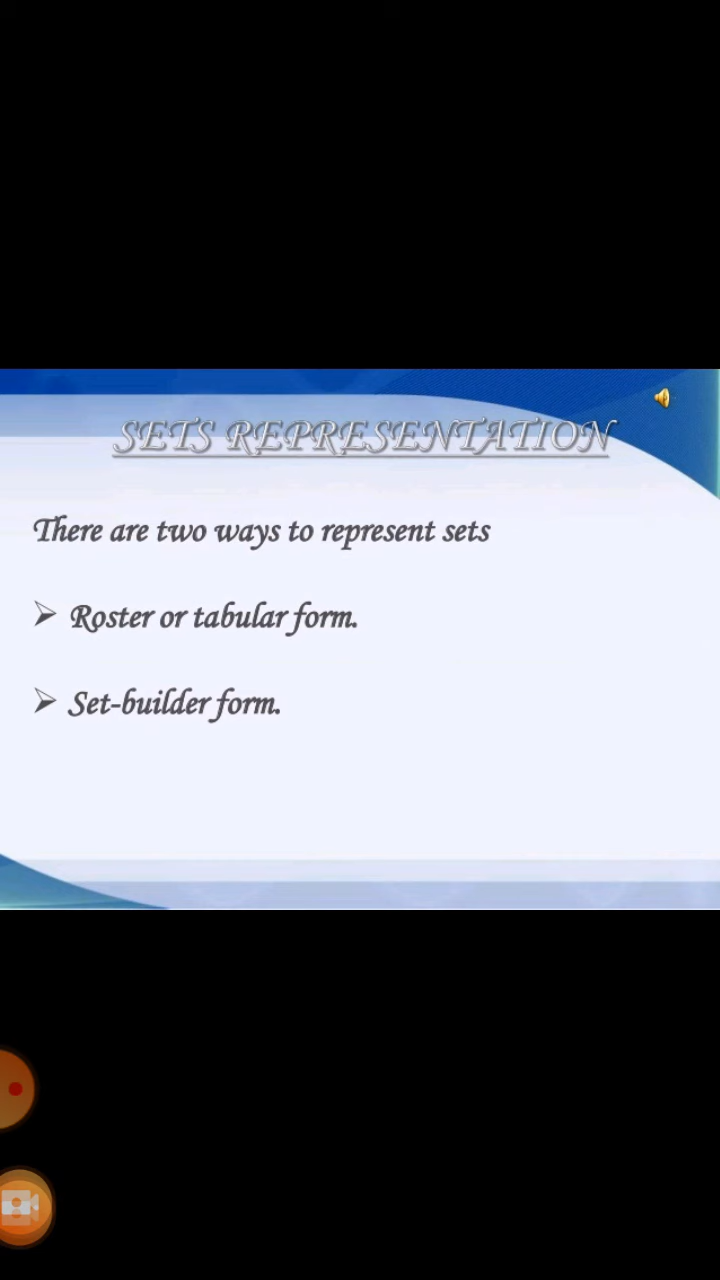 SETS REPRESENTATION
There are two ways to represent sets
➢ Roster or tabular form.
➢ Set-builder form.